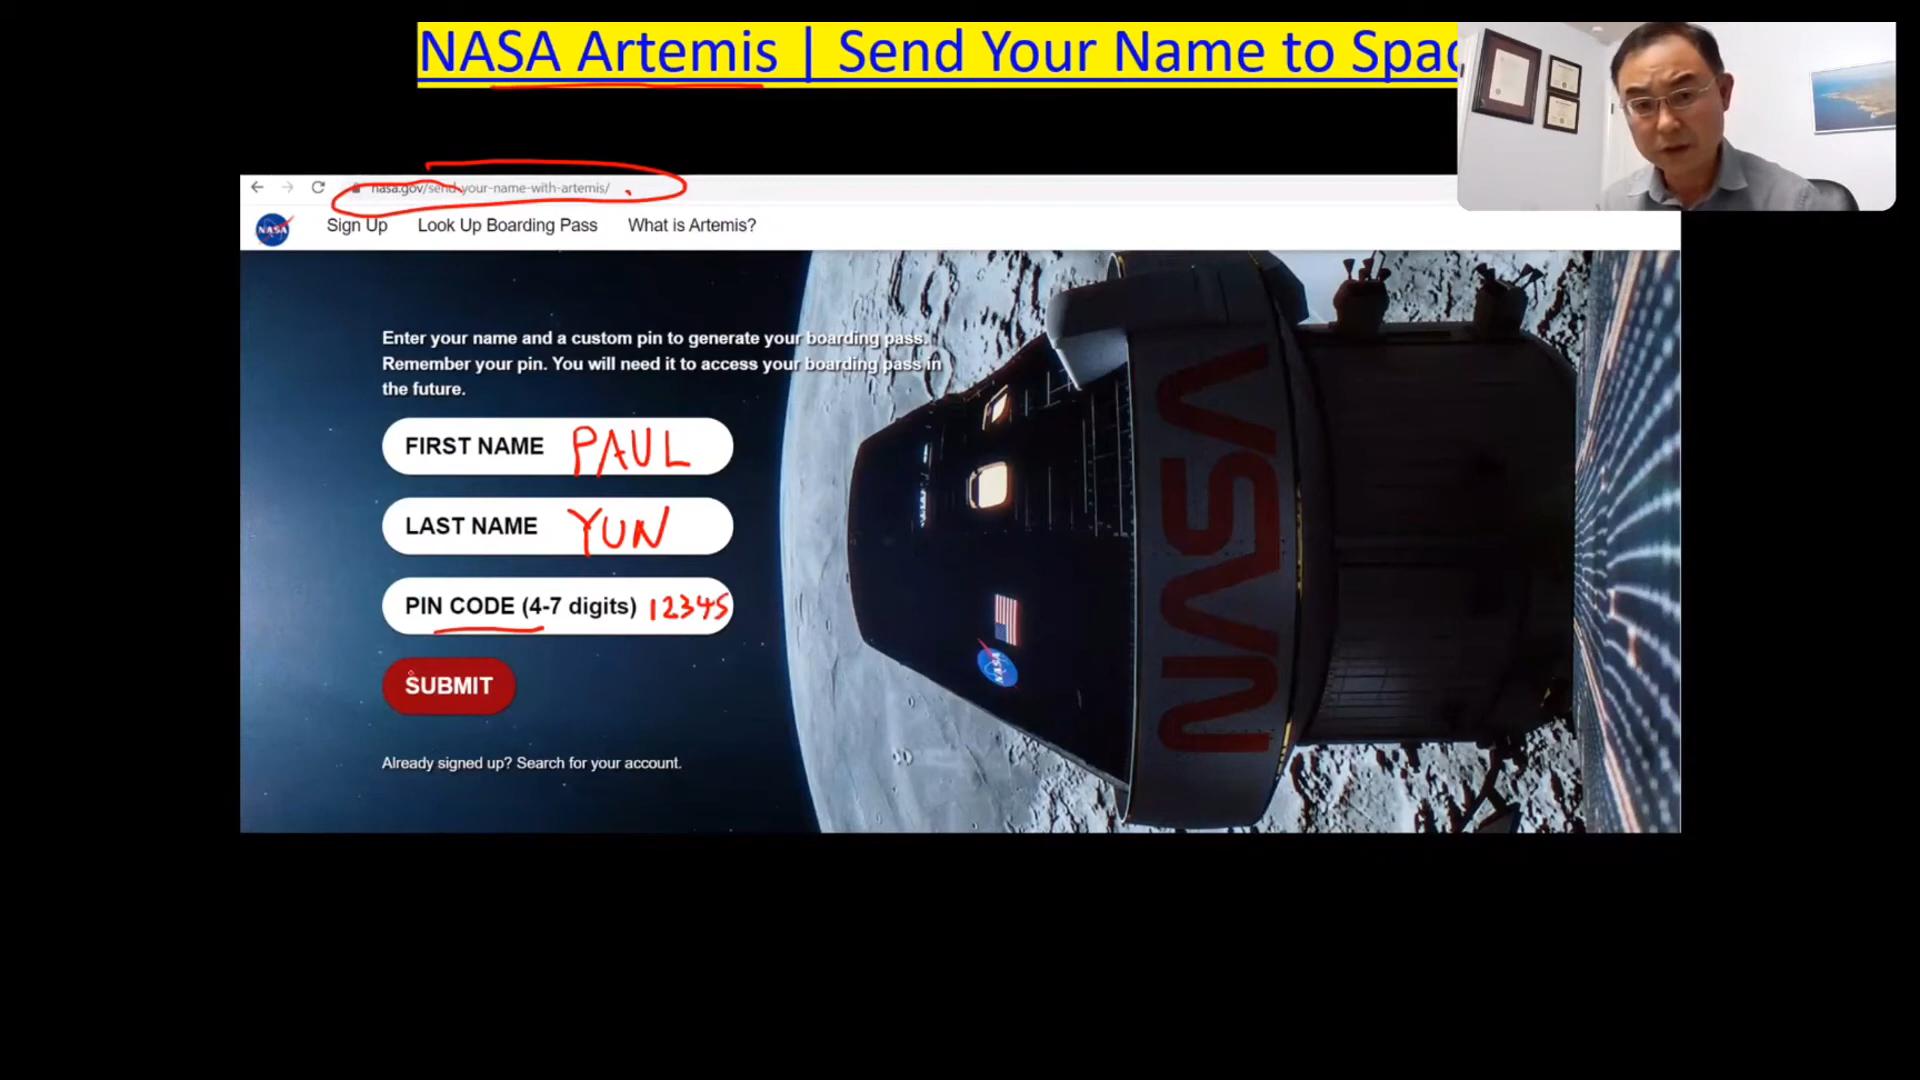 NASA Artemis | Send Your Name to Spac
nasa.gov/send-your-name-with-artemis/
NASA
Sign Up Look Up Boarding Pass What is Artemis?
Enter your name and a custom pin to generate your boarding pass.
Remember your pin. You will need it to access your boarding pass in
the future.
FIRST NAME PAUL
LAST NAME YUN
PIN CODE (4-7 digits) 12345
SUBMIT
Already signed up? Search for your account.
NASA
NASA